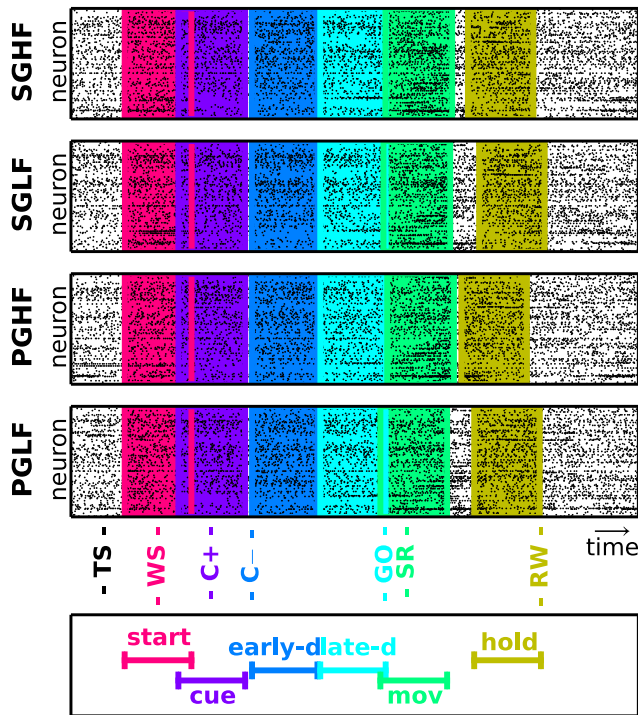 SGHF
neuron
SGLF
neuron
PGHF
neuron
PGLF
neuron
TS
WS
C+
C−
GO
SR
RW
time
start
cue
early-d
late-d
mov
hold